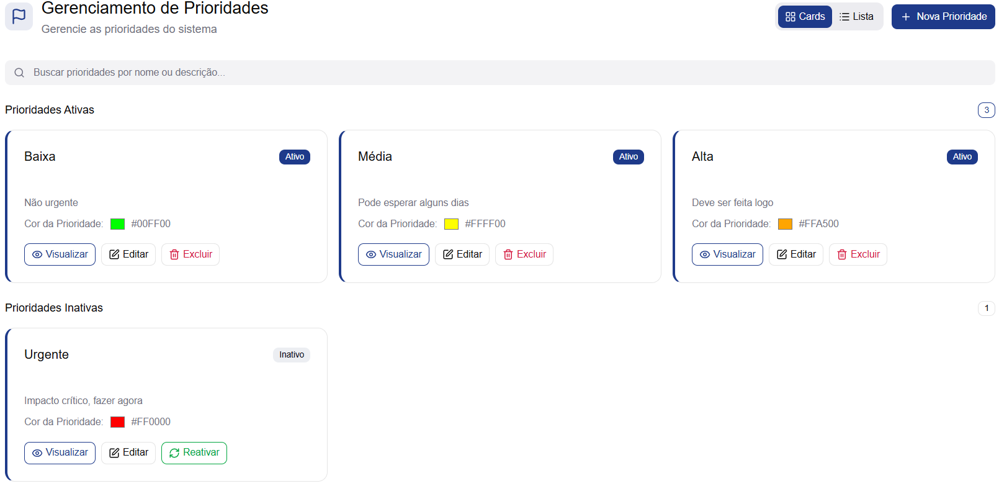 Gerenciamento de Prioridades
Gerencie as prioridades do sistema
Cards Lista + Nova Prioridade
Buscar prioridades por nome ou descrição...
Prioridades Ativas 3
Baixa Ativo
Não urgente
Cor da Prioridade: #00FF00
Visualizar Editar Excluir
Média Ativo
Pode esperar alguns dias
Cor da Prioridade: #FFFF00
Visualizar Editar Excluir
Alta Ativo
Deve ser feita logo
Cor da Prioridade: #FFA500
Visualizar Editar Excluir
Prioridades Inativas 1
Urgente Inativo
Impacto crítico, fazer agora
Cor da Prioridade: #FF0000
Visualizar Editar Reativar